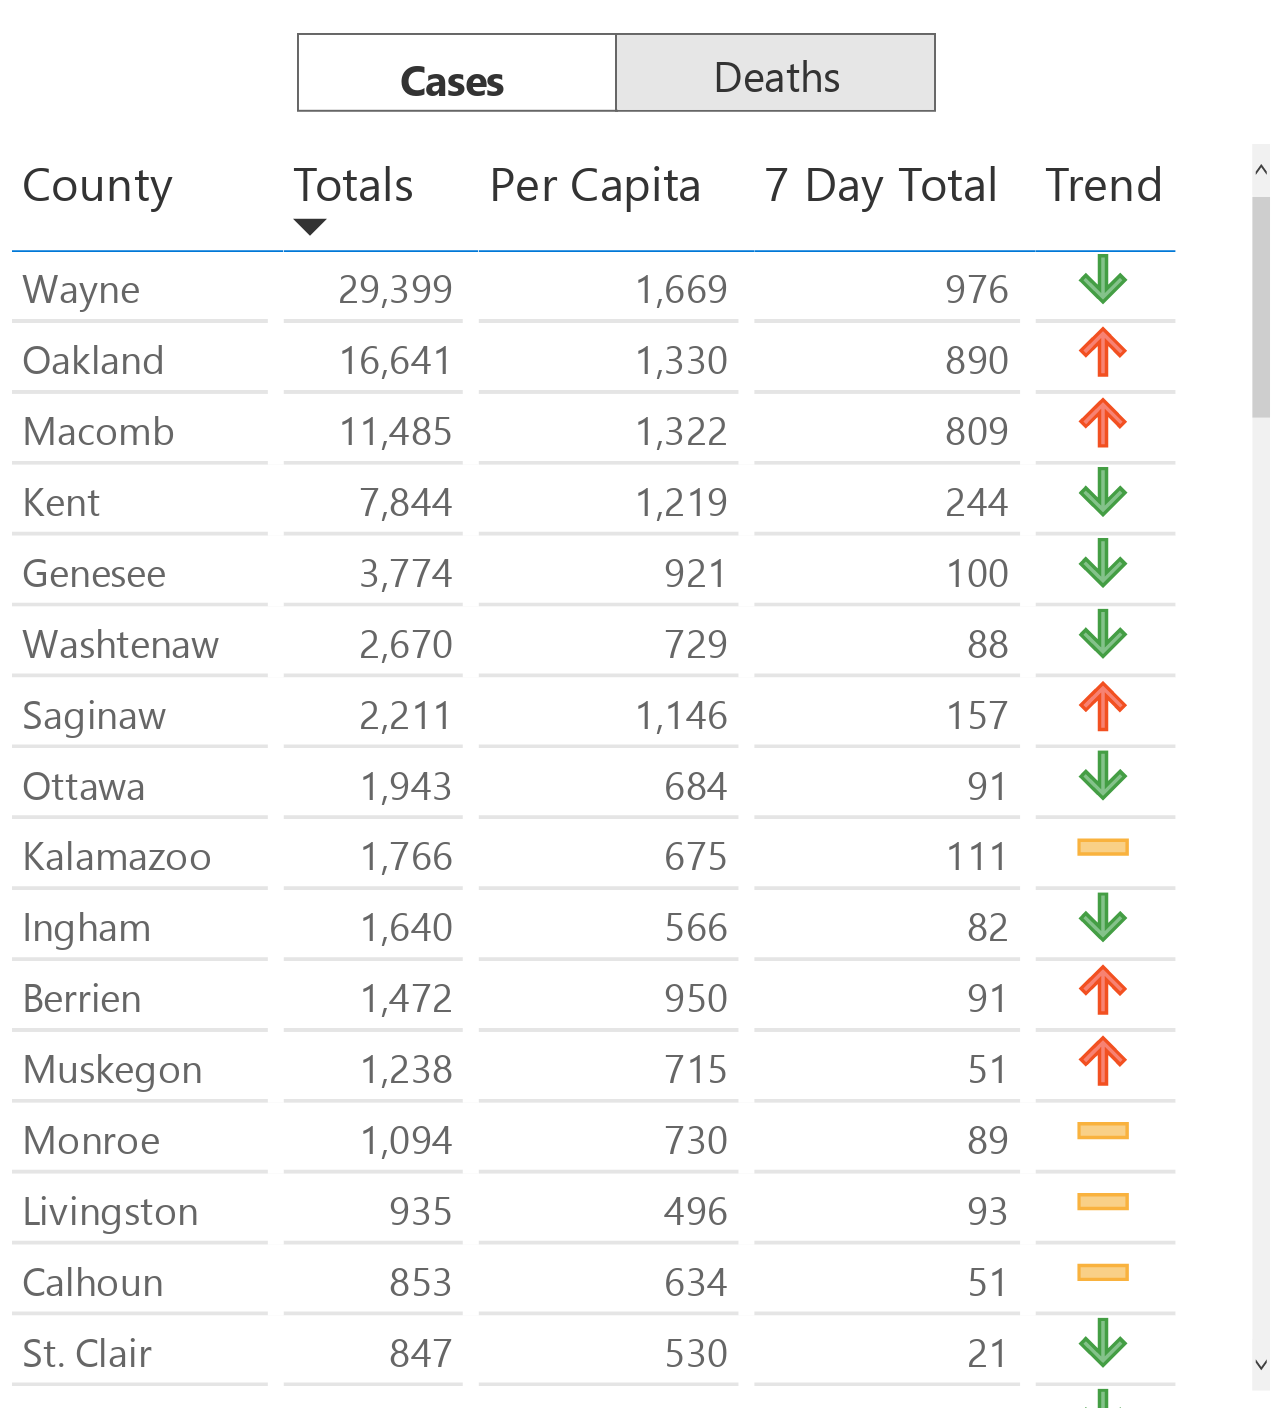 Cases Deaths
County Totals Per Capita 7 Day Total Trend
Wayne 29,399 1,669 976
Oakland 16,641 1,330 890
Macomb 11,485 1,322 809
Kent 7,844 1,219 244
Genesee 3,774 921 100
Washtenaw 2,670 729 88
Saginaw 2,211 1,146 157
Ottawa 1,943 684 91
Kalamazoo 1,766 675 111
Ingham 1,640 566 82
Berrien 1,472 950 91
Muskegon 1,238 715 51
Monroe 1,094 730 89
Livingston 935 496 93
Calhoun 853 634 51
St. Clair 847 530 21